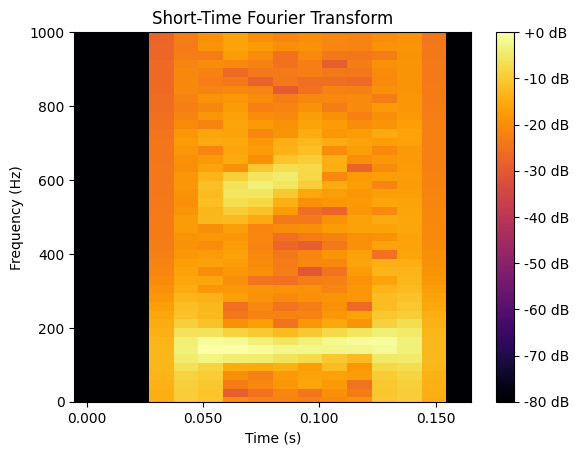 Short-Time Fourier Transform
1000
800
600
400
200
0
Frequency (Hz)
0.000
0.050
0.100
0.150
Time (s)
+0 dB
-10 dB
-20 dB
-30 dB
-40 dB
-50 dB
-60 dB
-70 dB
-80 dB